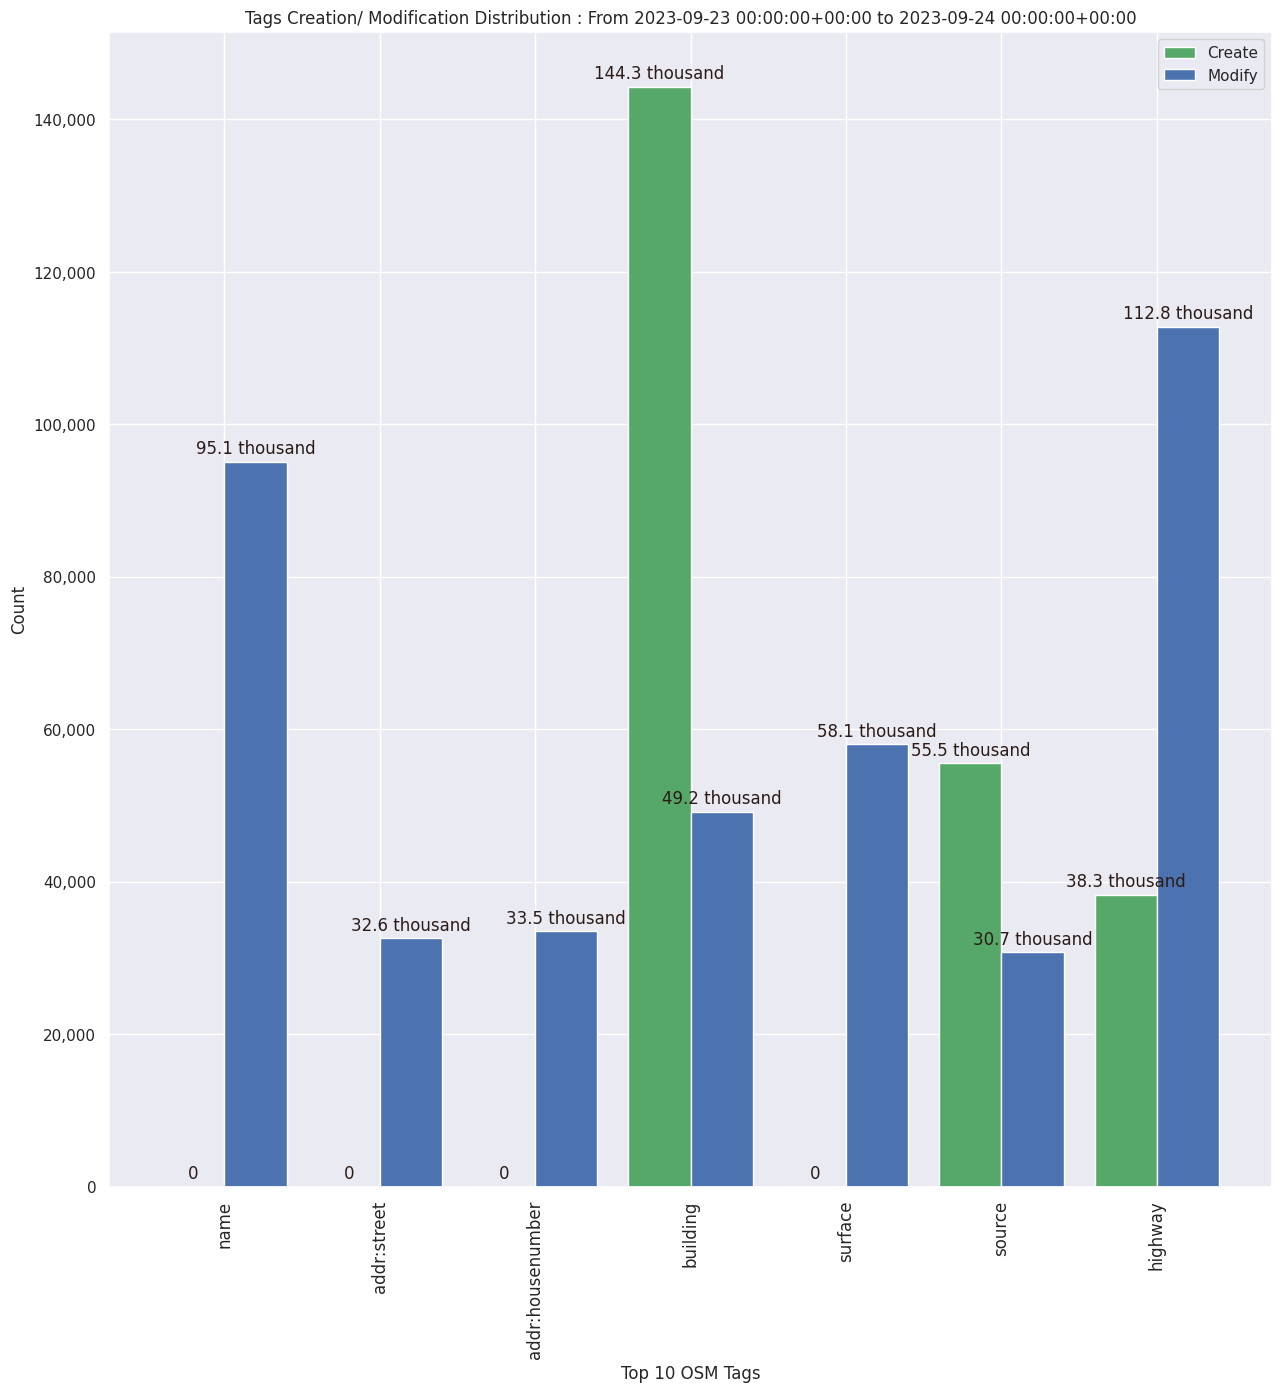 Tags Creation/ Modification Distribution : From 2023-09-23 00:00:00+00:00 to 2023-09-24 00:00:00+00:00
Create
Modify
144.3 thousand
140,000
120,000
112.8 thousand
100,000
95.1 thousand
80,000
Count
60,000
58.1 thousand
55.5 thousand
49.2 thousand
40,000
38.3 thousand
32.6 thousand
33.5 thousand
30.7 thousand
20,000
0
0
0
0
0
name
addr:street
addr:housenumber
building
surface
source
highway
Top 10 OSM Tags